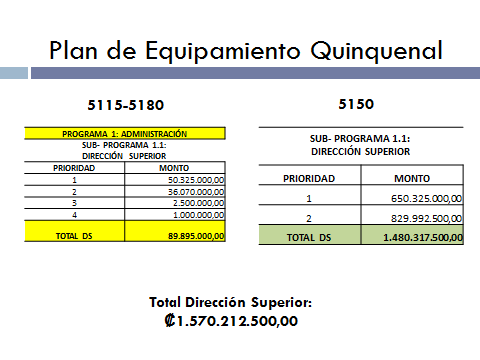 Plan de Equipamiento Quinquenal
5115-5180
PROGRAMA 1: ADMINISTRACIÓN
SUB- PROGRAMA 1.1:
DIRECCIÓN SUPERIOR
PRIORIDAD MONTO
1 50.325.000,00
2 36.070.000,00
3 2.500.000,00
4 1.000.000,00
TOTAL DS 89.895.000,00
5150
SUB- PROGRAMA 1.1:
DIRECCIÓN SUPERIOR
PRIORIDAD MONTO
1 650.325.000,00
2 829.992.500,00
TOTAL DS 1.480.317.500,00
Total Dirección Superior:
₡1.570.212.500,00